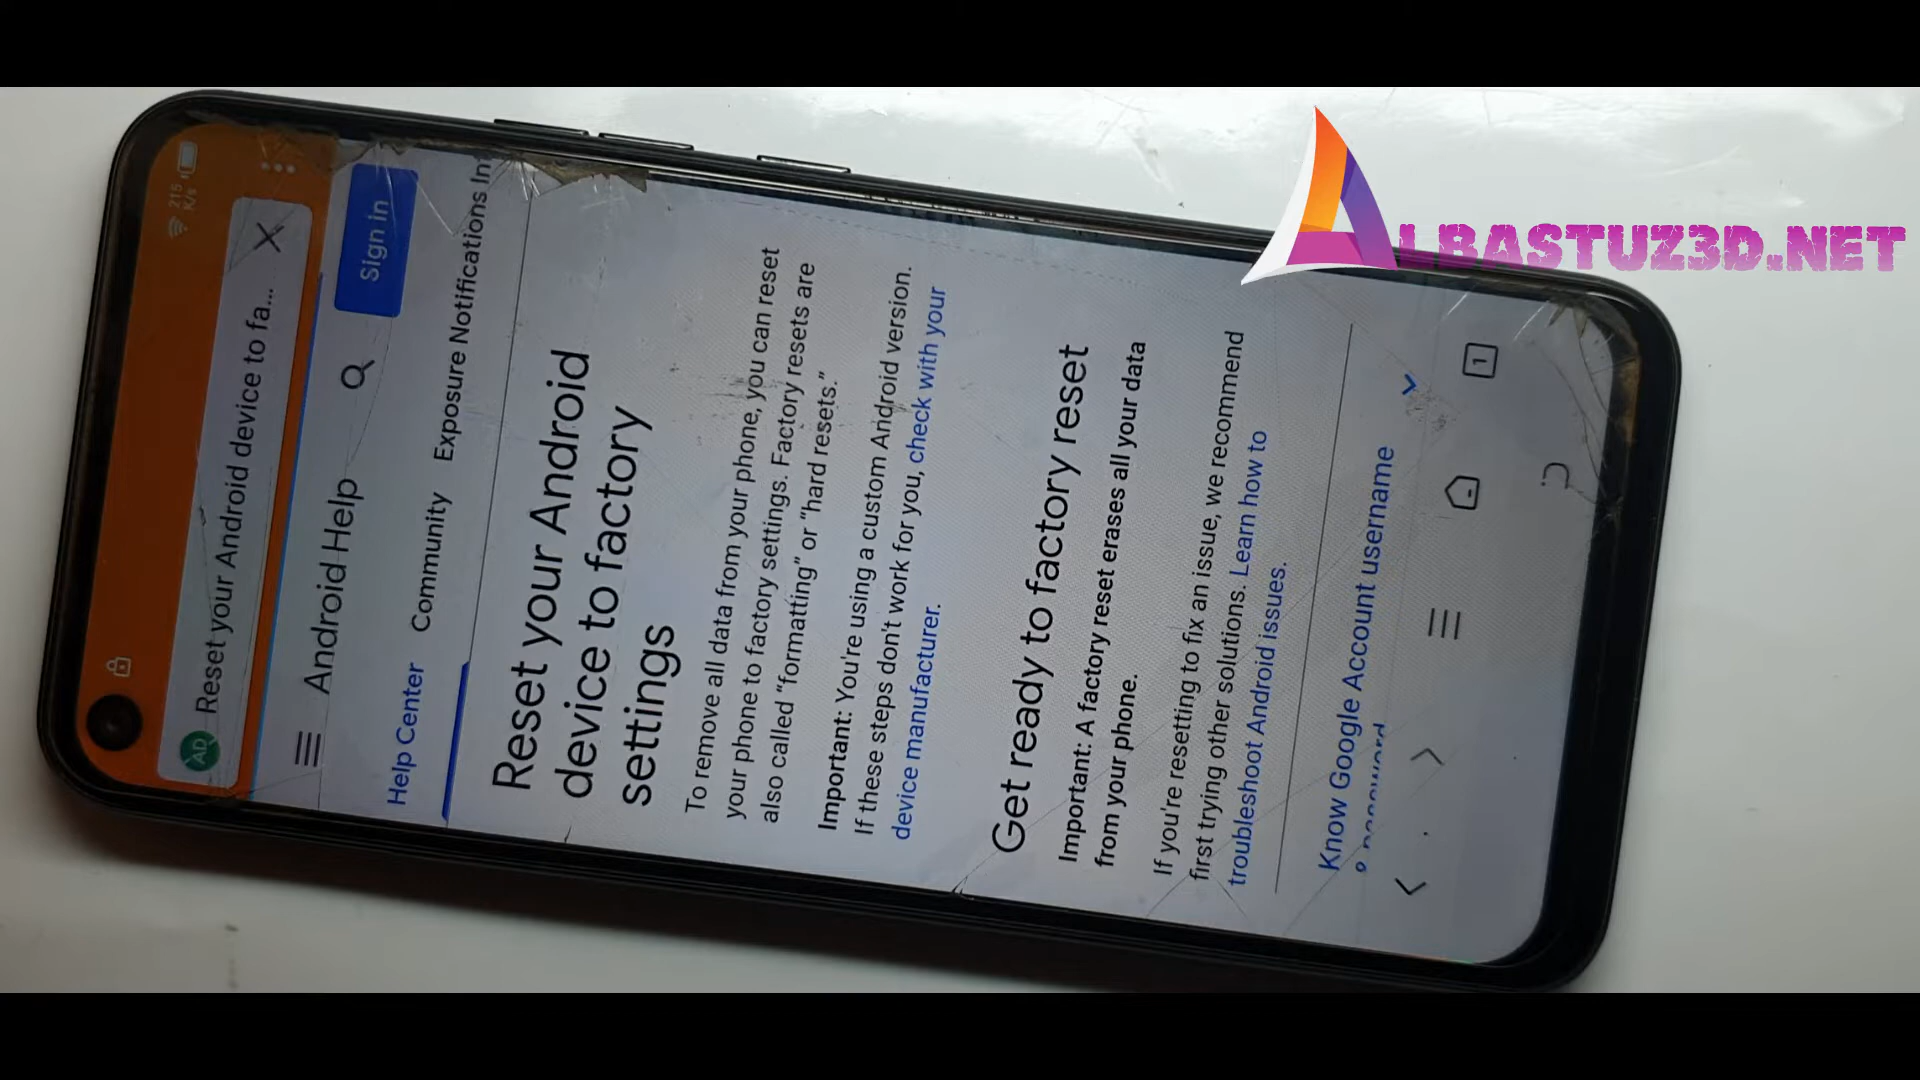 ALBASTUZ3D.NET
215
K/s
AD Reset your Android device to fa...
Android Help
Sign in
Help Center Community Exposure Notifications In
Reset your Android
device to factory
settings
To remove all data from your phone, you can reset
your phone to factory settings. Factory resets are
also called “formatting” or “hard resets.”
Important: You're using a custom Android version.
If these steps don't work for you, check with your
device manufacturer.
Get ready to factory reset
Important: A factory reset erases all your data
from your phone.
If you're resetting to fix an issue, we recommend
first trying other solutions. Learn how to
troubleshoot Android issues.
Know Google Account username
1